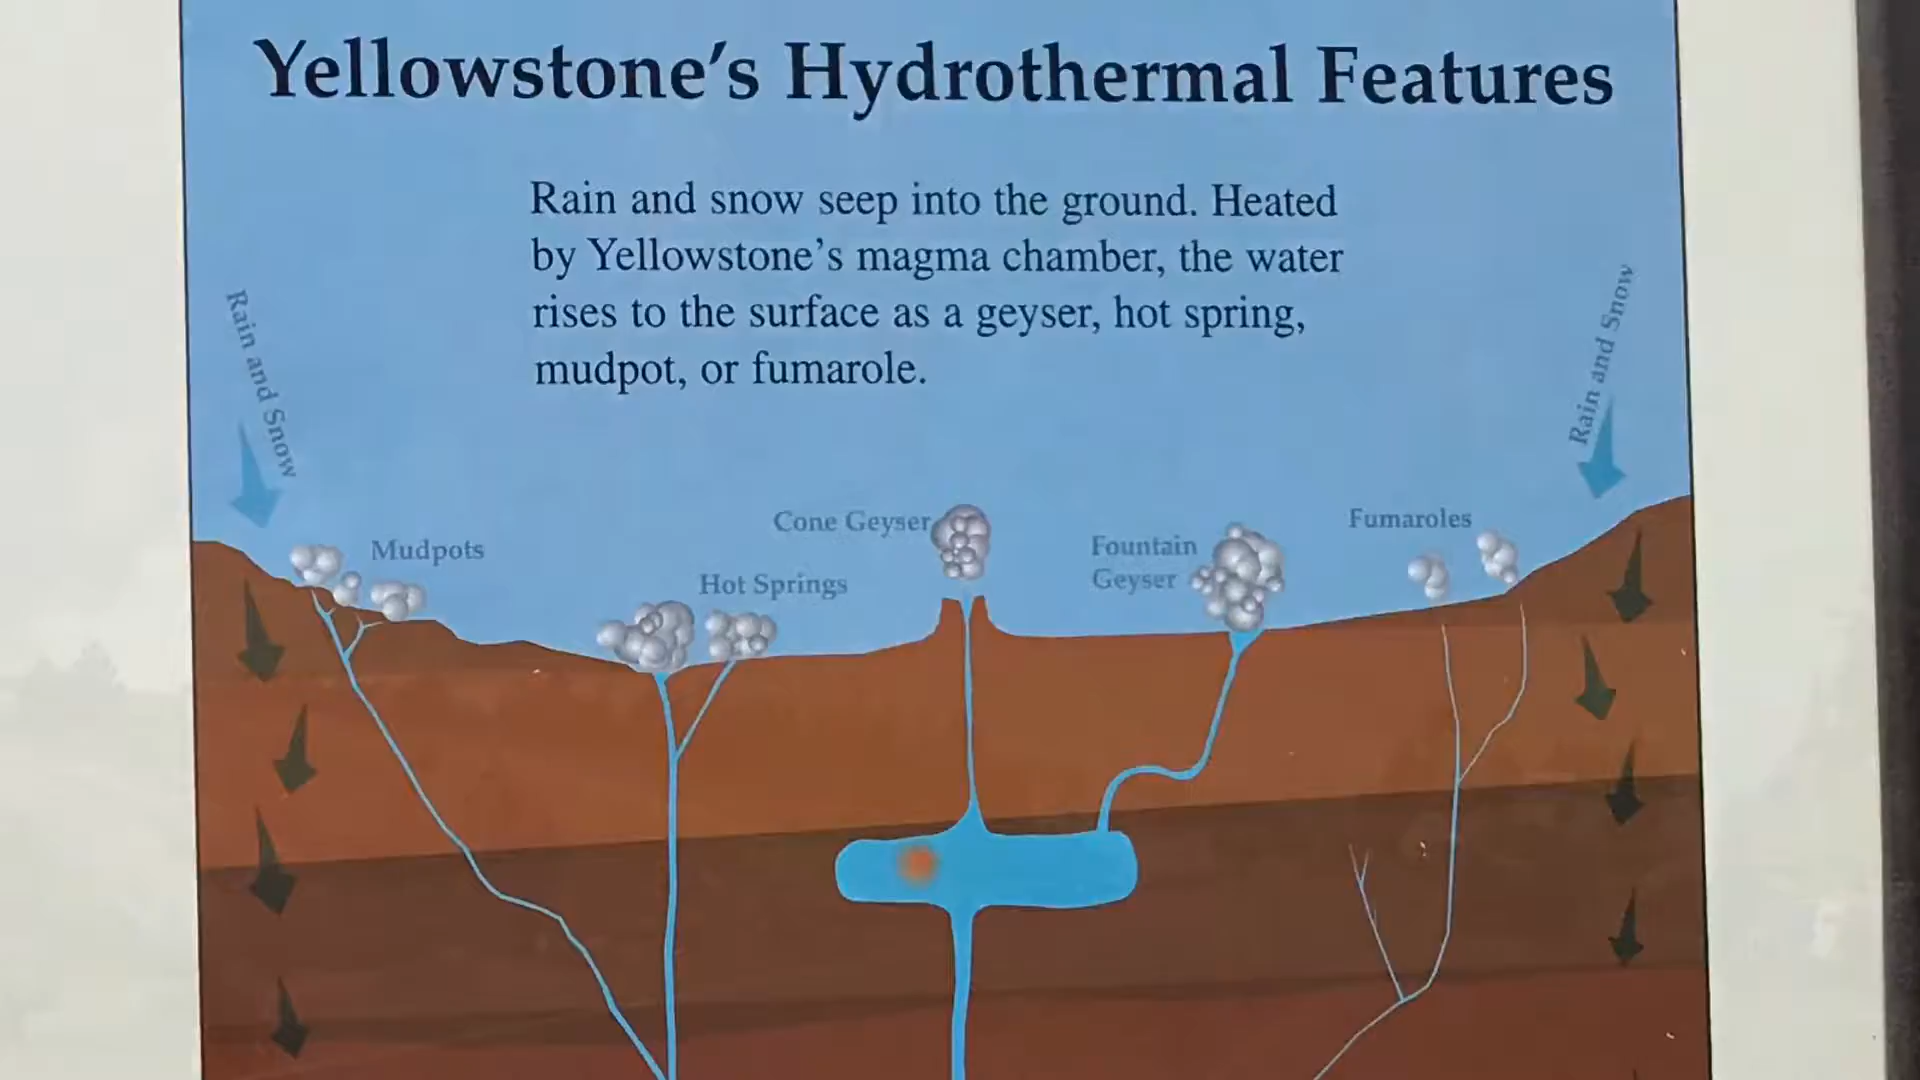 Yellowstone's Hydrothermal Features
Rain and snow seep into the ground. Heated
by Yellowstone's magma chamber, the water
rises to the surface as a geyser, hot spring,
mudpot, or fumarole.
Rain and Snow
Rain and Snow
Mudpots
Hot Springs
Cone Geyser
Fountain
Geyser
Fumaroles